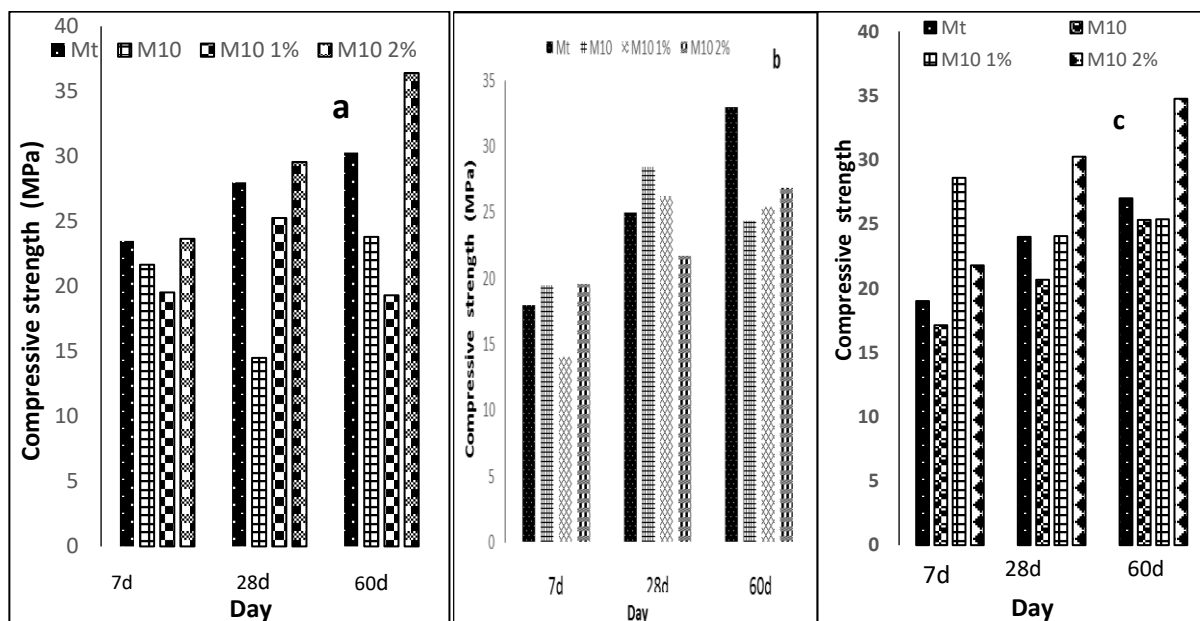 40
35
30
25
20
15
10
5
0
Mt M10 M10 1% M10 2%
a
Compressive strength (MPa)
7d 28d 60d
Day
Mt M10 M10 1% M10 2%
b
35
30
25
20
15
10
5
0
Compressive strength (MPa)
7d 28d 60d
Day
Mt M10
M10 1% M10 2%
c
40
35
30
25
20
15
10
5
0
Compressive strength
7d 28d 60d
Day